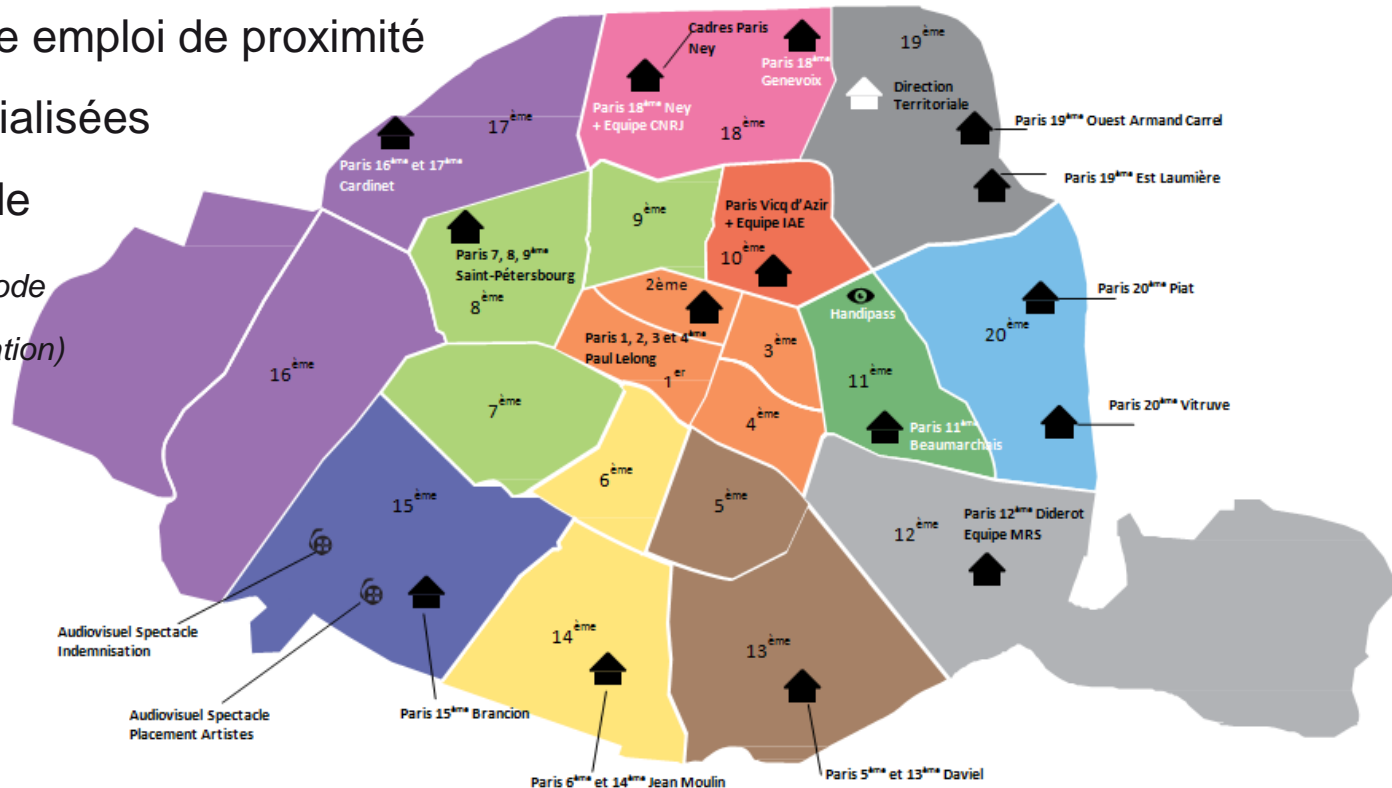 e emploi de proximité
ialisées
le
ode
ation)
Cadres Paris
Ney
Paris 18ème
Genevoix
19ème
Direction
Territoriale
Paris 18ème Ney
+ Equipe CNRJ
18ème
17ème
Paris 16ème et 17ème
Cardinet
Paris 19ème Ouest Armand Carrel
Paris 19ème Est Laumière
9ème
Paris Vicq d'Azir
+ Equipe IAE
10ème
Paris 7, 8, 9ème
Saint-Pétersbourg
8ème
2ème
Handipass
Paris 20ème Piat
20ème
Paris 1, 2, 3 et 4ème
Paul Lelong
1er
3ème
16ème
11ème
7ème
4ème
Paris 11ème
Beaumarchais
Paris 20ème Vitruve
6ème
15ème
5ème
12ème
Paris 12ème Diderot
Equipe MRS
Audiovisuel Spectacle
Indemnisation
14ème
13ème
Audiovisuel Spectacle
Placement Artistes
Paris 15ème Brancion
Paris 6ème et 14ème Jean Moulin
Paris 5ème et 13ème Daviel